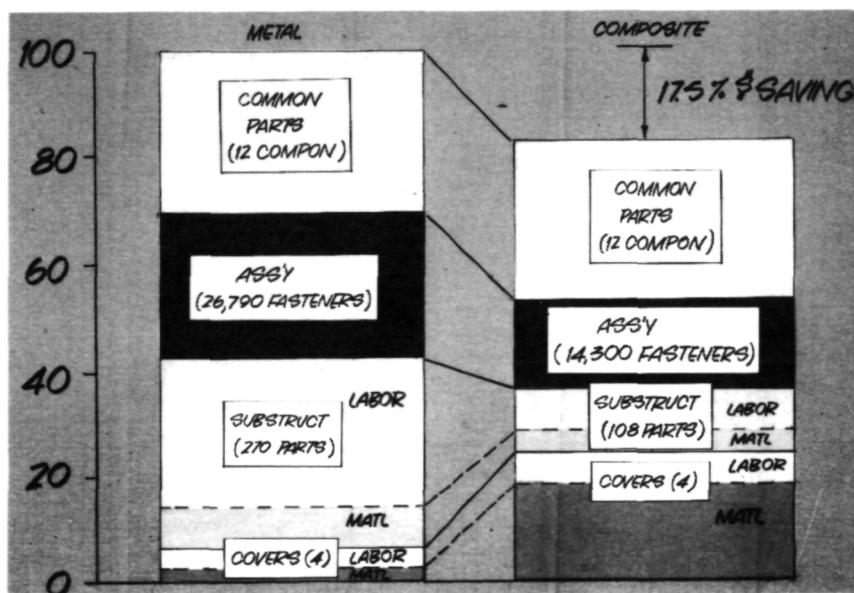 METAL
COMPOSITE
100
80
60
40
20
0
17.5% $ SAVING
COMMON
PARTS
(12 COMPON)
ASS'Y
(26,790 FASTENERS)
LABOR
SUBSTRUCT
(270 PARTS)
MATL
COVERS (4)
LABOR
MATL
COMMON
PARTS
(12 COMPON)
ASS'Y
(14,300 FASTENERS)
SUBSTRUCT
(108 PARTS)
LABOR
MATL
LABOR
COVERS (4)
MATL